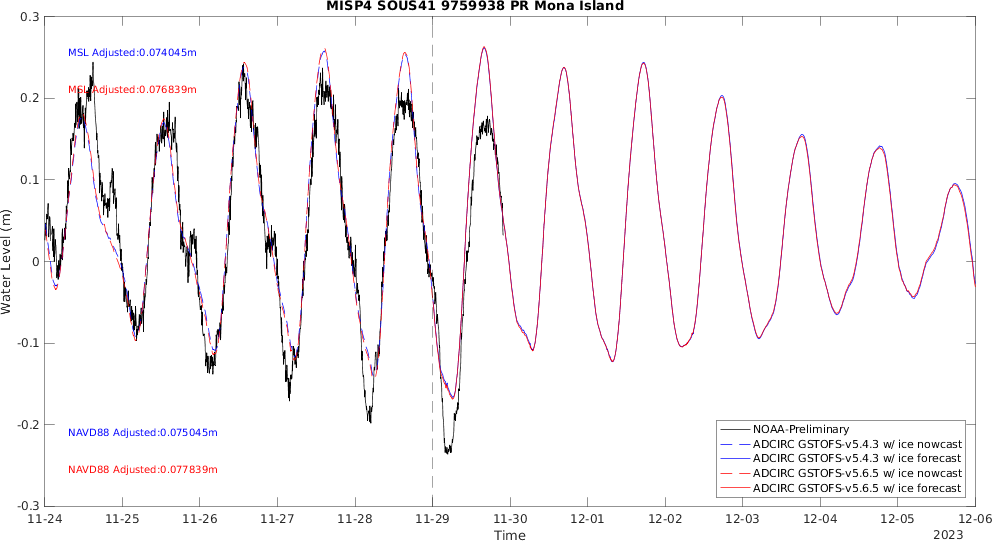 MISP4 SOUS41 9759938 PR Mona Island
0.3
0.2
0.1
0
-0.1
-0.2
-0.3
Water Level (m)
MSL Adjusted:0.074045m
MSL Adjusted:0.076839m
NAVD88 Adjusted:0.075045m
NAVD88 Adjusted:0.077839m
NOAA-Preliminary
ADCIRC GSTOFS-v5.4.3 w/ ice nowcast
ADCIRC GSTOFS-v5.4.3 w/ ice forecast
ADCIRC GSTOFS-v5.6.5 w/ ice nowcast
ADCIRC GSTOFS-v5.6.5 w/ ice forecast
11-24 11-25 11-26 11-27 11-28 11-29 11-30 12-01 12-02 12-03 12-04 12-05 12-06
Time
2023